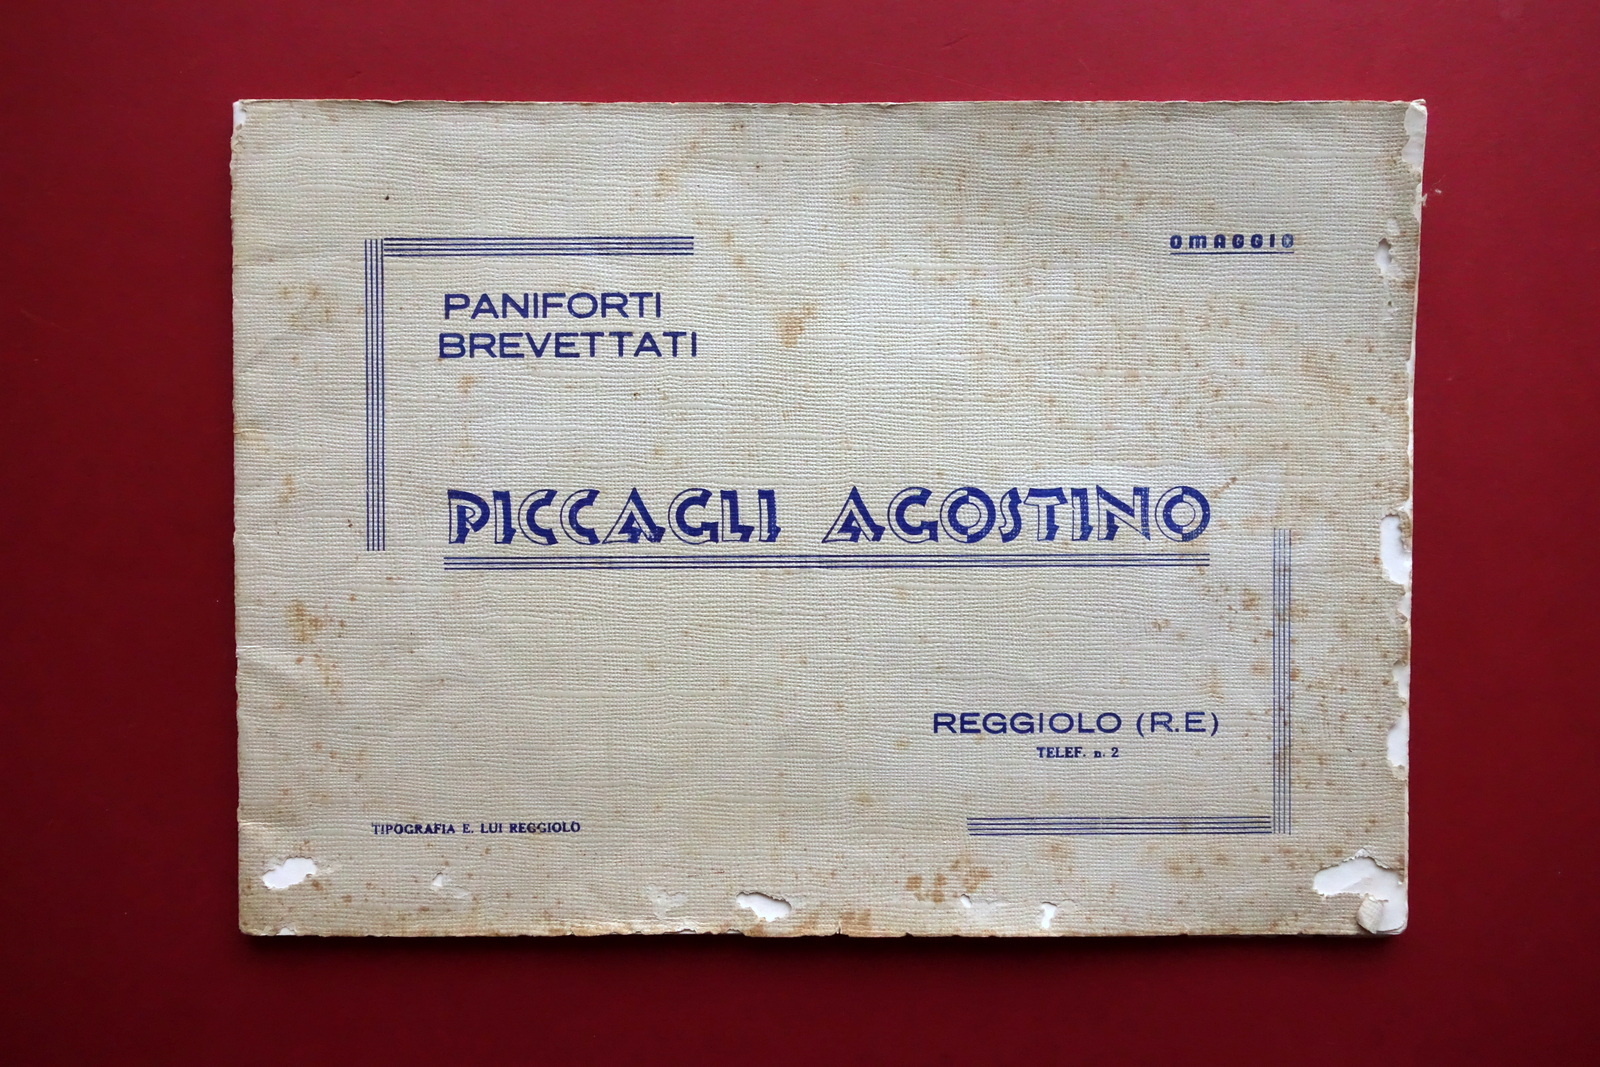 OMAGGIO
PANIFORTI
BREVETTATI
PICCAGLI AGOSTINO
REGGIOLO (R.E)
TELEF. n. 2
TIPOGRAFIA E. LUI REGGIOLO